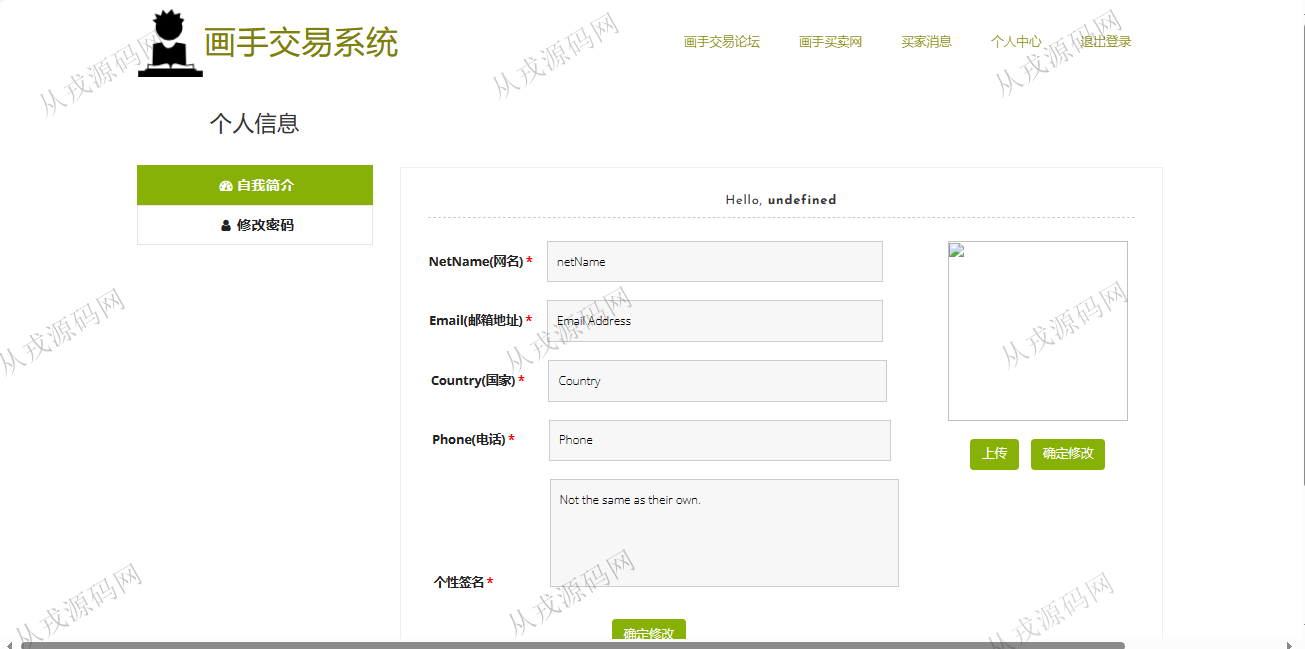 画手交易系统
画手交易论坛 画手买卖网 买家消息 个人中心 退出登录
个人信息
自我简介
修改密码
Hello, undefined
NetName(网名) * netName
Email(邮箱地址) * Email Address
Country(国家) * Country
Phone(电话) * Phone
上传 确定修改
Not the same as their own.
个性签名 *
确定修改
从戎源码网
从戎源码网
从戎源码网
从戎源码网
从戎源码网
从戎源码网
从戎源码网
从戎源码网
从戎源码网